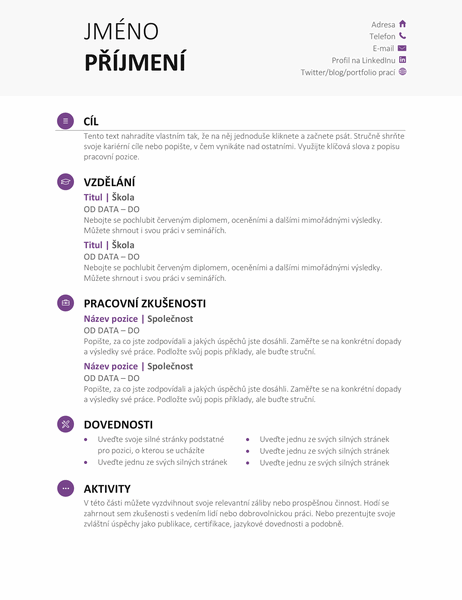 JMÉNO
PŘÍJMENÍ
Adresa
Telefon
E-mail
Profil na LinkedInu
Twitter/blog/portfolio prací
CÍL
Tento text nahradíte vlastním tak, že na něj jednoduše kliknete a začnete psát. Stručně shrňte
svoje kariérní cíle nebo popište, v čem vynikáte nad ostatními. Využijte klíčová slova z popisu
pracovní pozice.
VZDĚLÁNÍ
Titul | Škola
OD DATA – DO
Nebojte se pochlubit červeným diplomem, oceněními a dalšími mimořádnými výsledky.
Můžete shrnout i svou práci v seminářích.
Titul | Škola
OD DATA – DO
Nebojte se pochlubit červeným diplomem, oceněními a dalšími mimořádnými výsledky.
Můžete shrnout i svou práci v seminářích.
PRACOVNÍ ZKUŠENOSTI
Název pozice | Společnost
OD DATA – DO
Popište, za co jste zodpovídali a jakých úspěchů jste dosáhli. Zaměřte se na konkrétní dopady
a výsledky své práce. Podložte svůj popis příklady, ale buďte struční.
Název pozice | Společnost
OD DATA – DO
Popište, za co jste zodpovídali a jakých úspěchů jste dosáhli. Zaměřte se na konkrétní dopady
a výsledky své práce. Podložte svůj popis příklady, ale buďte struční.
DOVEDNOSTI
• Uveďte svoje silné stránky podstatné
pro pozici, o kterou se ucházíte
• Uveďte jednu ze svých silných stránek
• Uveďte jednu ze svých silných stránek
• Uveďte jednu ze svých silných stránek
• Uveďte jednu ze svých silných stránek
AKTIVITY
V této části můžete vyzdvihnout svoje relevantní záliby nebo prospěšnou činnost. Hodí se
zahrnout sem zkušenosti s vedením lidí nebo dobrovolnickou práci. Nebo prezentujte svoje
zvláštní úspěchy jako publikace, certifikace, jazykové dovednosti a podobně.